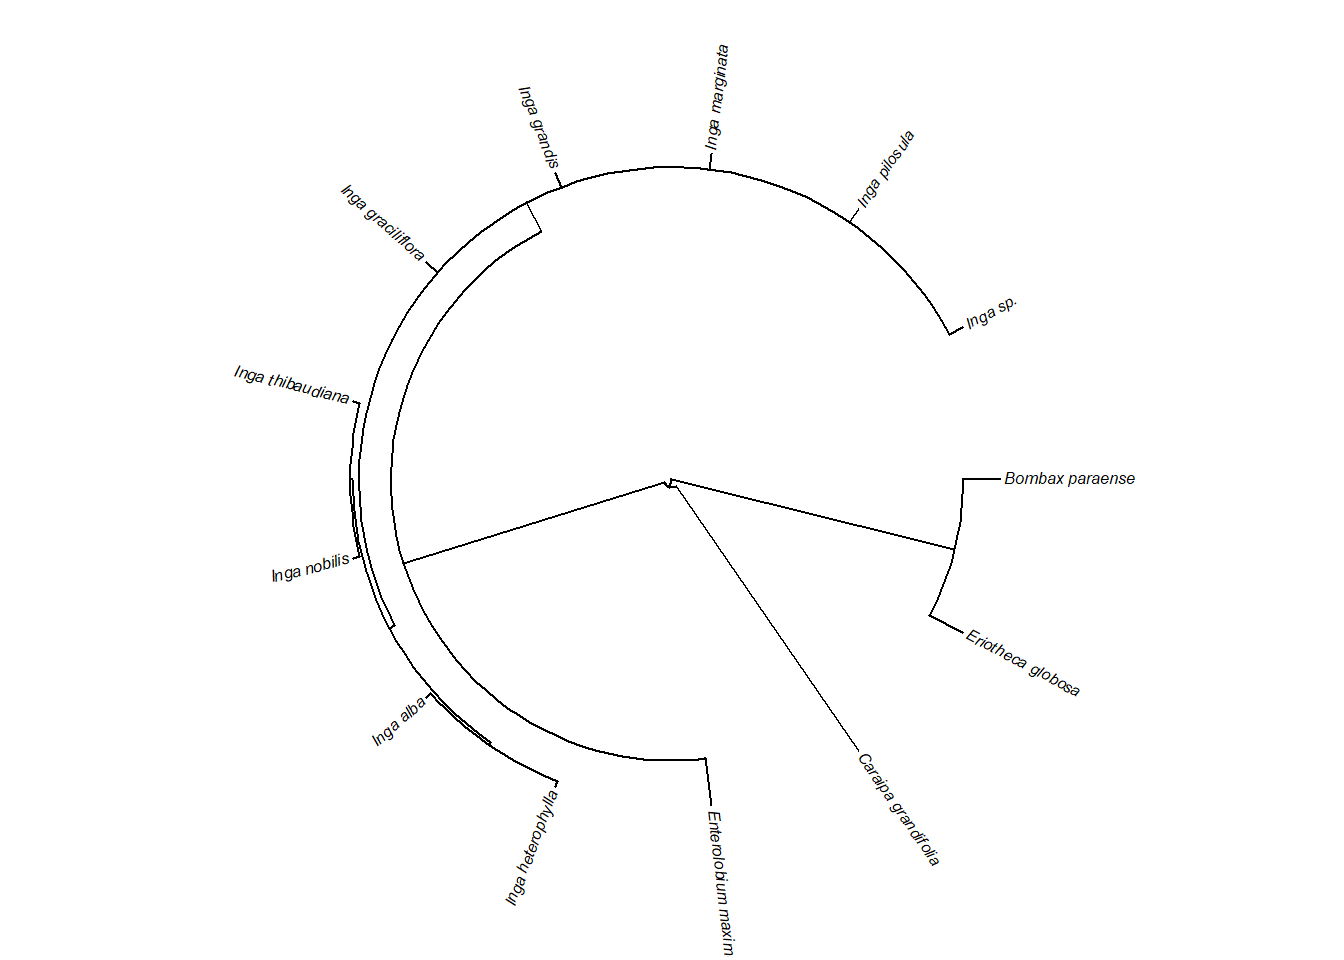 Inga marginata
Inga grandis
Inga pilosula
Inga graciliflora
Inga sp.
Inga thibaudiana
Bombax paraense
Inga nobilis
Eriotheca globosa
Inga alba
Caraipa grandifolia
Inga heterophylla
Enterolobium maxim